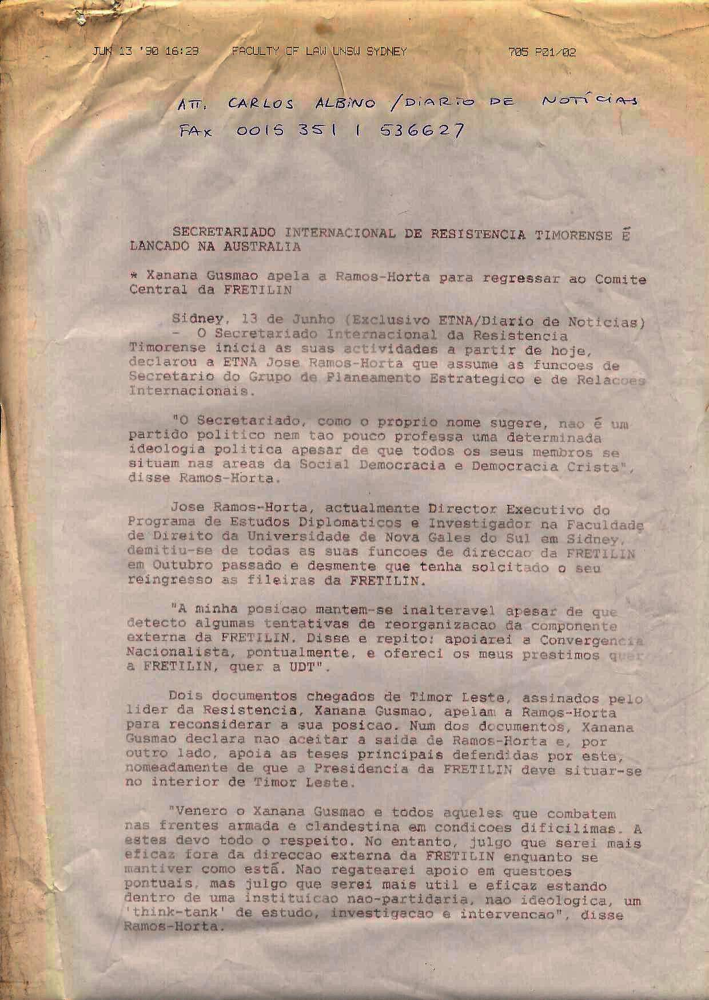 JUN 13 '90 16:29 FACULTY OF LAW UNSW SYDNEY 705 P01/02
ATT. CARLOS ALBINO / DIARIO DE NOTÍCIAS
FAX 0015 351 1 536627
SECRETARIADO INTERNACIONAL DE RESISTENCIA TIMORENSE É
LANCADO NA AUSTRALIA
* Xanana Gusmao apela a Ramos-Horta para regressar ao Comite
Central da FRETILIN
Sidney, 13 de Junho (Exclusivo ETNA/Diario de Noticias)
- O Secretariado Internacional da Resistencia
Timorense inicia as suas actividades a partir de hoje,
declarou a ETNA Jose Ramos-Horta que assume as funcoes de
Secretario do Grupo de Planeamento Estrategico e de Relacoes
Internacionais.
"O Secretariado, como o proprio nome sugere, nao é um
partido politico nem tao pouco professa uma determinada
ideologia politica apesar de que todos os seus membros se
situam nas areas da Social Democracia e Democracia Crista",
disse Ramos-Horta.
Jose Ramos-Horta, actualmente Director Executivo do
Programa de Estudos Diplomaticos e Investigador na Faculdade
de Direito da Universidade de Nova Gales do Sul em Sidney,
demitiu-se de todas as suas funcoes de direccao da FRETILIN
em Outubro passado e desmente que tenha solcitado o seu
reingresso as fileiras da FRETILIN.
"A minha posicao mantem-se inalteravel apesar de que
detecto algumas tentativas de reorganizacao da componente
externa da FRETILIN. Disse e repito: apoiarei a Convergencia
Nacionalista, pontualmente, e ofereci os meus prestimos quer
a FRETILIN, quer a UDT".
Dois documentos chegados de Timor Leste, assinados pelo
lider da Resistencia, Xanana Gusmao, apelam a Ramos-Horta
para reconsiderar a sua posicao. Num dos documentos, Xanana
Gusmao declara nao aceitar a saida de Ramos-Horta e, por
outro lado, apoia as teses principais defendidas por este,
nomeadamente de que a Presidencia da FRETILIN deve situar-se
no interior de Timor Leste.
"Venero o Xanana Gusmao e todos aqueles que combatem
nas frentes armada e clandestina em condicoes dificilimas. A
estes devo todo o respeito. No entanto, julgo que serei mais
eficaz fora da direccao externa da FRETILIN enquanto se
mantiver como está. Nao regatearei apoio em questoes
pontuais, mas julgo que serei mais util e eficaz estando
dentro de uma instituicao nao-partidaria, nao ideologica, um
'think-tank' de estudo, investigacao e intervencao", disse
Ramos-Horta.